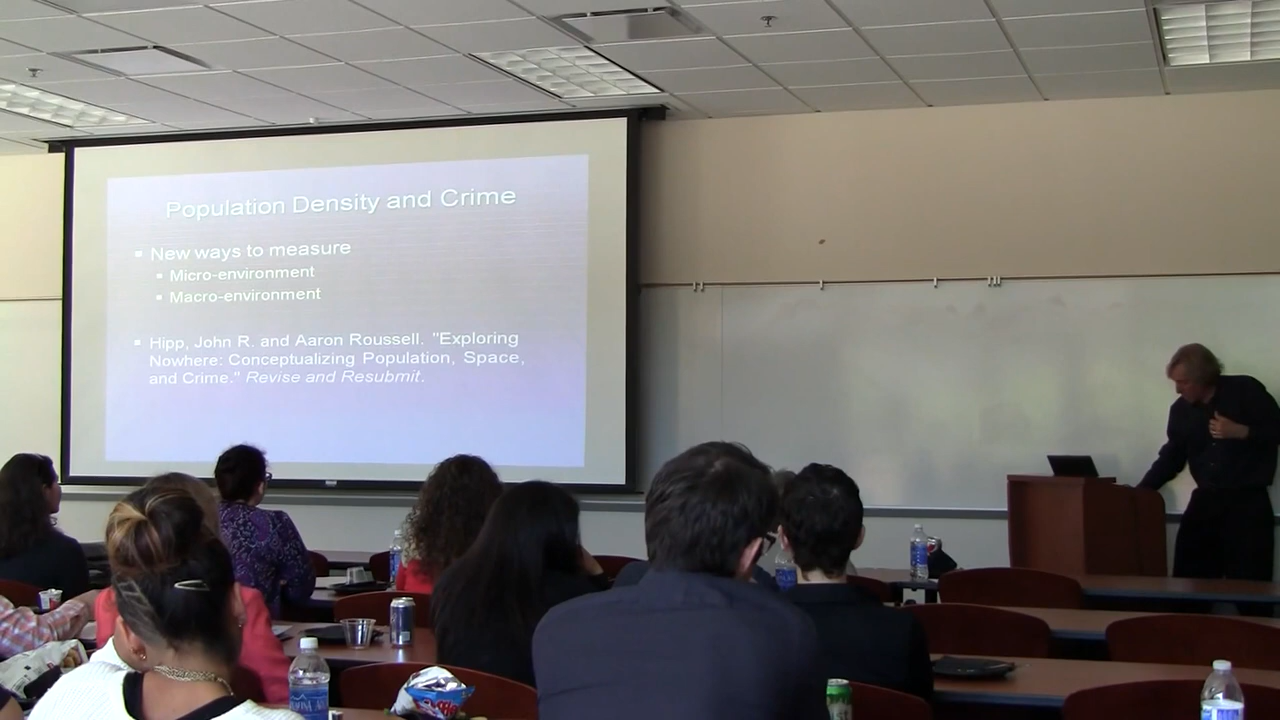 Population Density and Crime
▪ New ways to measure
▪ Micro-environment
▪ Macro-environment
▪ Hipp, John R. and Aaron Roussell. "Exploring
Nowhere: Conceptualizing Population, Space,
and Crime." Revise and Resubmit.